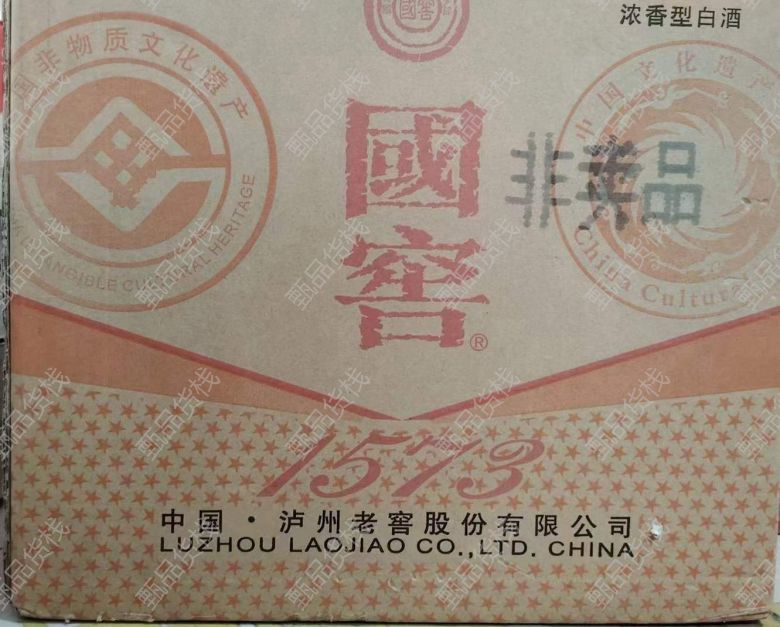 國窖
浓香型白酒
国非物质文化遗产
ANGIBLE CULTURAL HERITAGE
中国文化遗产
China Cultural
國窖®
非卖品
1573
中国·泸州老窖股份有限公司
LUZHOU LAOJIAO CO.,LTD. CHINA
甄品货栈